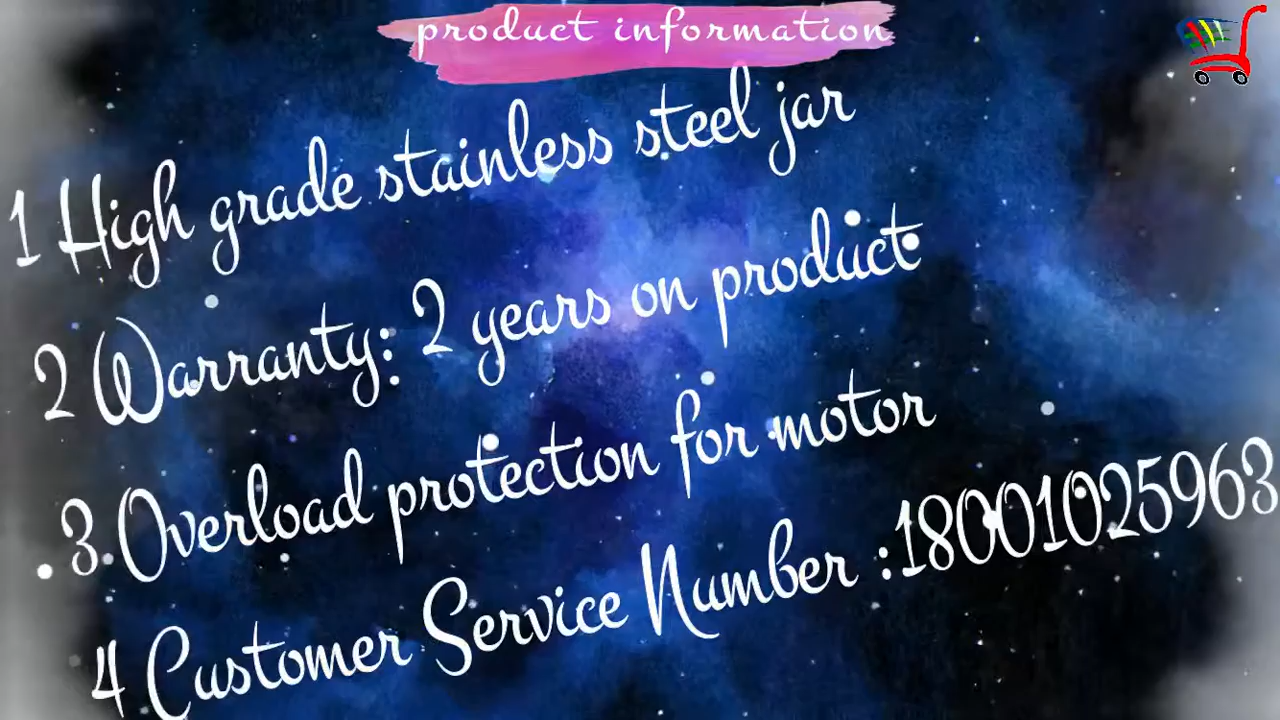 product information
1 High grade stainless steel jar
2 Warranty: 2 years on product
3 Overload protection for motor
4 Customer Service Number :18001025963